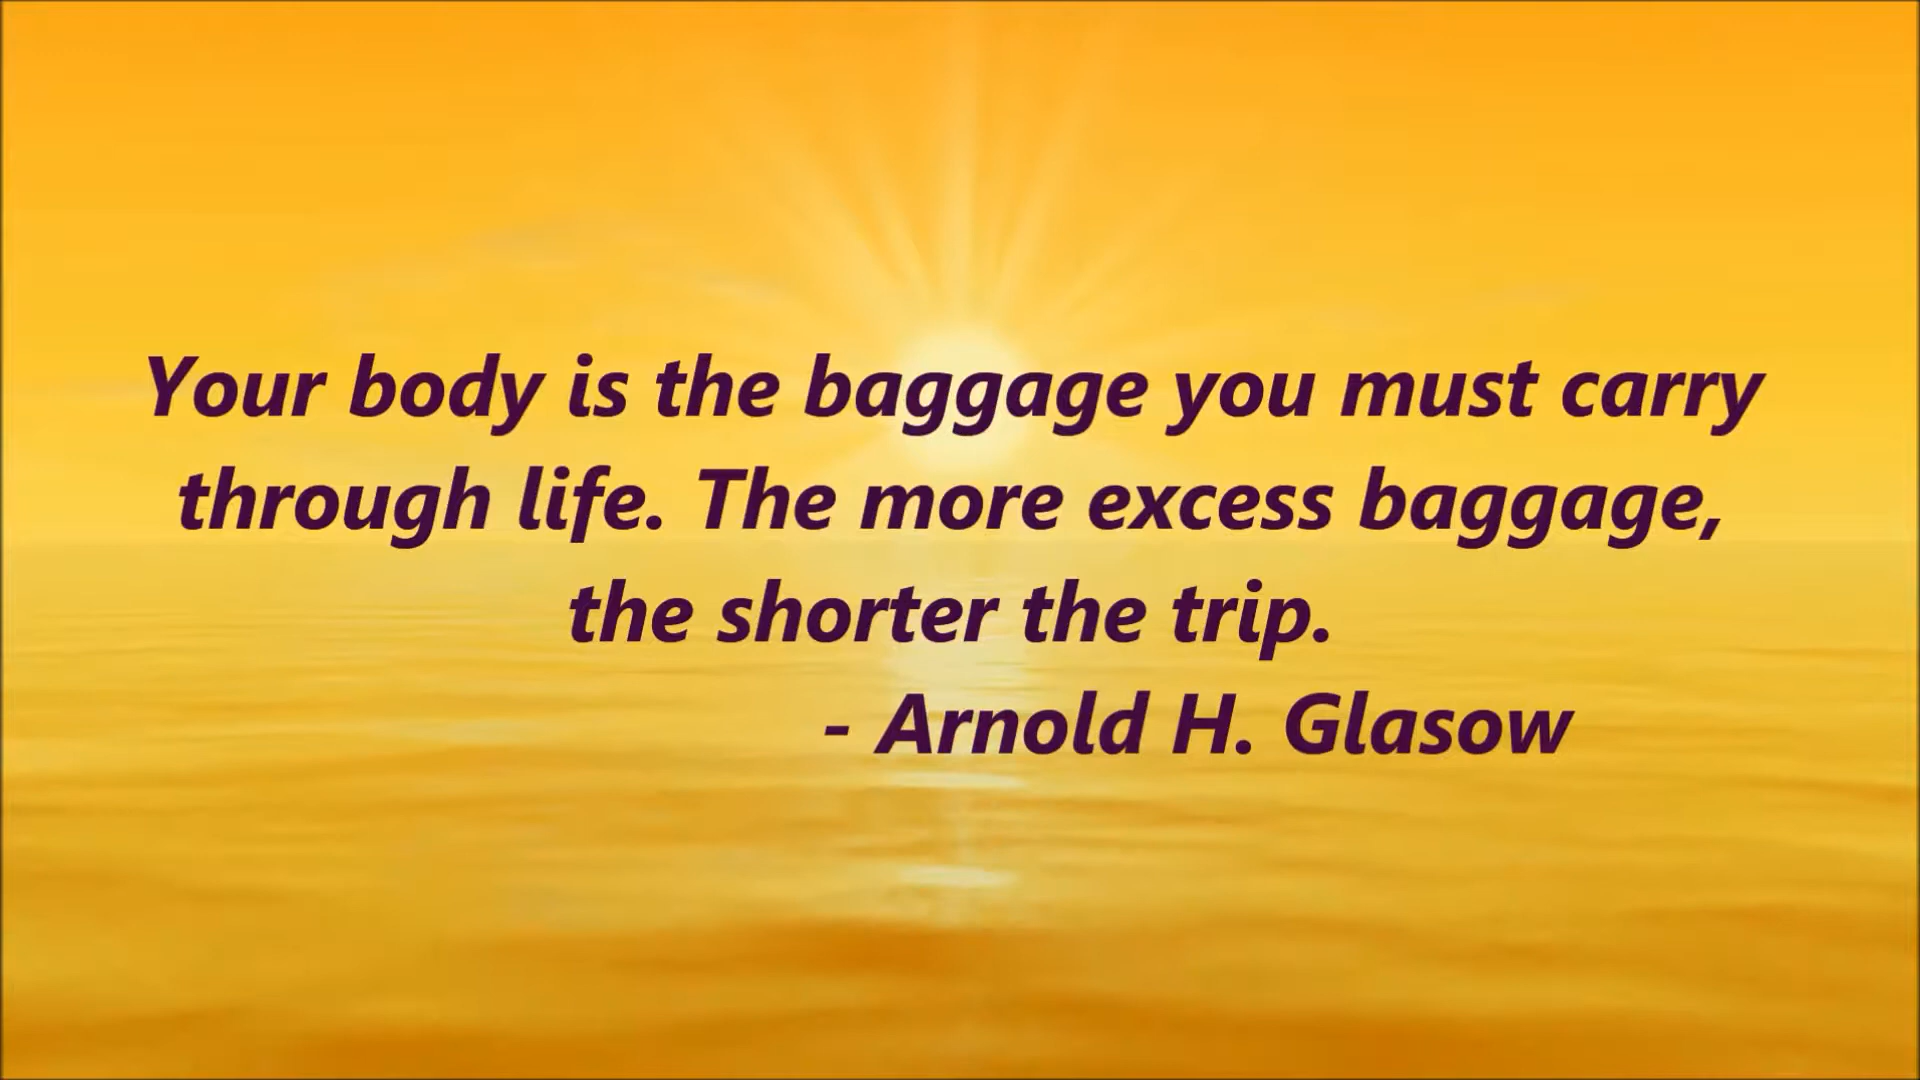 Your body is the baggage you must carry
through life. The more excess baggage,
the shorter the trip.
- Arnold H. Glasow